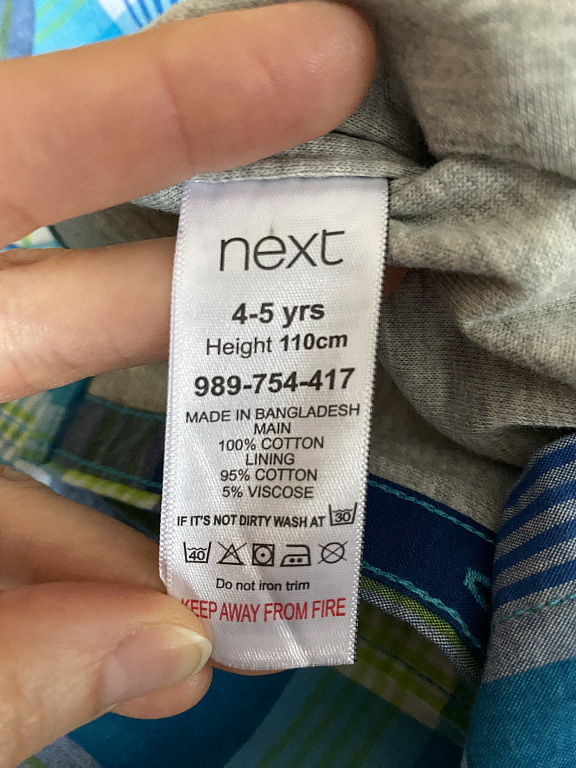 next
4-5 yrs
Height 110cm
989-754-417
MADE IN BANGLADESH
MAIN
100% COTTON
LINING
95% COTTON
5% VISCOSE
IF IT'S NOT DIRTY WASH AT 30
40
Do not iron trim
KEEP AWAY FROM FIRE